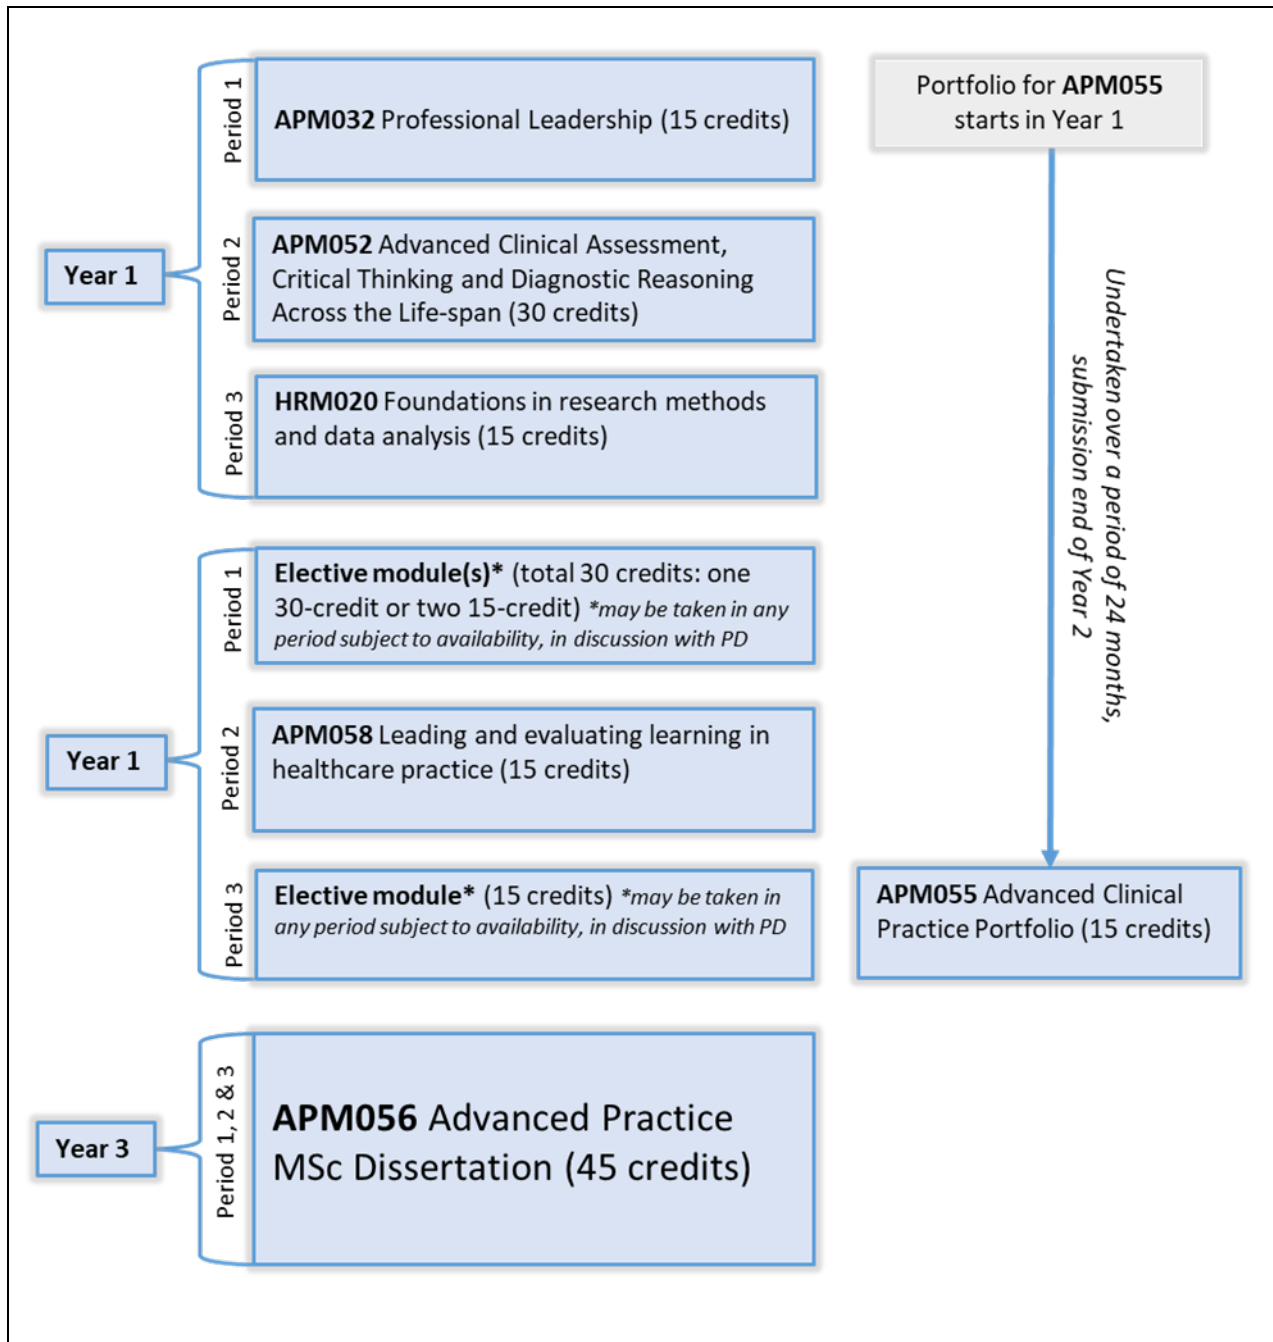 Year 1
Period 1
APM032 Professional Leadership (15 credits)
Period 2
APM052 Advanced Clinical Assessment,
Critical Thinking and Diagnostic Reasoning
Across the Life-span (30 credits)
Period 3
HRM020 Foundations in research methods
and data analysis (15 credits)
Portfolio for APM055
starts in Year 1
Undertaken over a period of 24 months,
submission end of Year 2
Year 1
Period 1
Elective module(s)* (total 30 credits: one
30-credit or two 15-credit) *may be taken in any
period subject to availability, in discussion with PD
Period 2
APM058 Leading and evaluating learning in
healthcare practice (15 credits)
Period 3
Elective module* (15 credits) *may be taken in
any period subject to availability, in discussion with PD
APM055 Advanced Clinical
Practice Portfolio (15 credits)
Year 3
Period 1, 2 & 3
APM056 Advanced Practice
MSc Dissertation (45 credits)